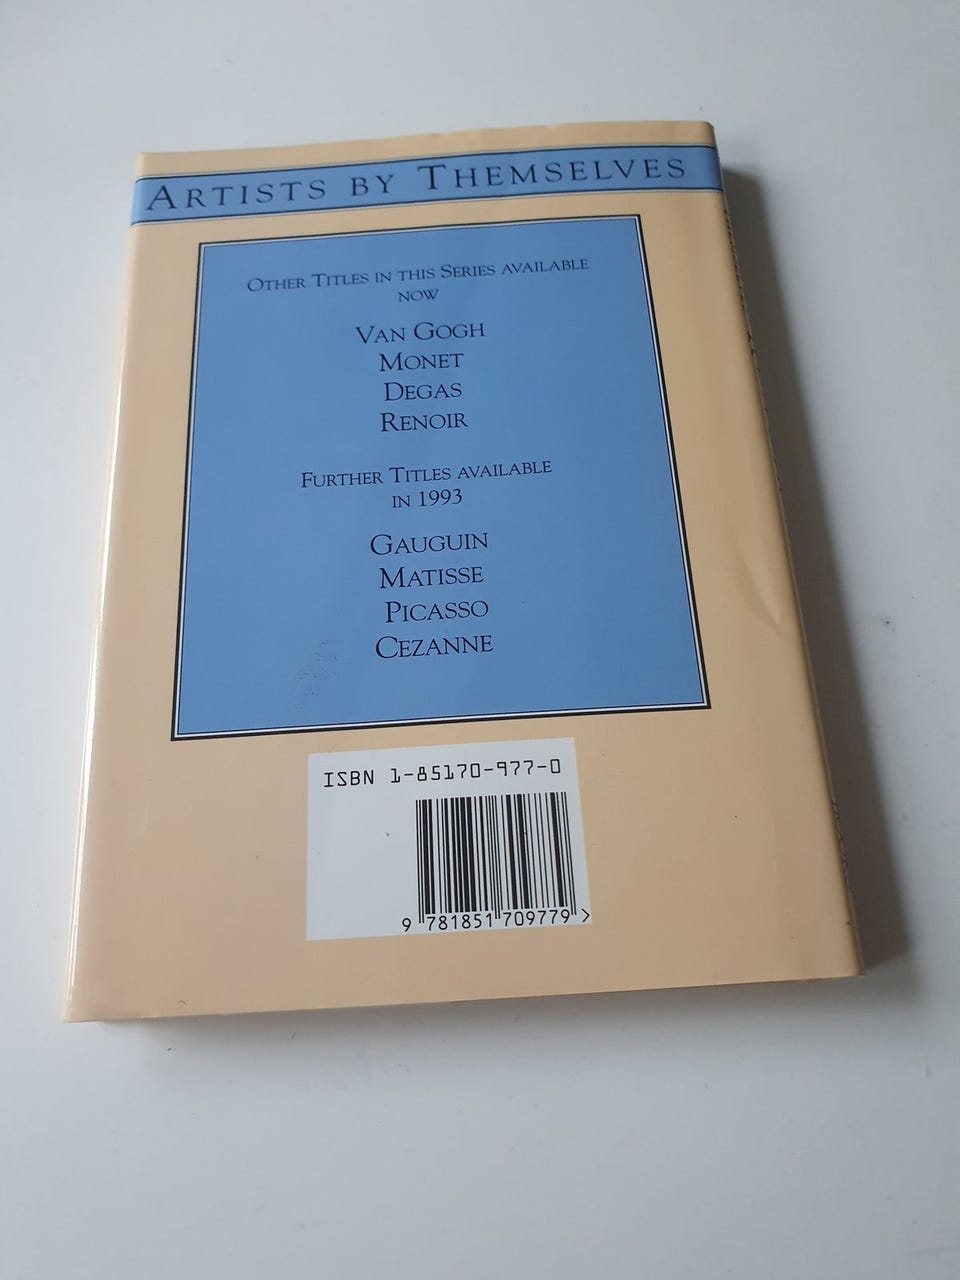 ARTISTS BY THEMSELVES
OTHER TITLES IN THIS SERIES AVAILABLE
NOW
VAN GOGH
MONET
DEGAS
RENOIR
FURTHER TITLES AVAILABLE
IN 1993
GAUGUIN
MATISSE
PICASSO
CEZANNE
ISBN 1-85170-977-0
9 781851 709779 >